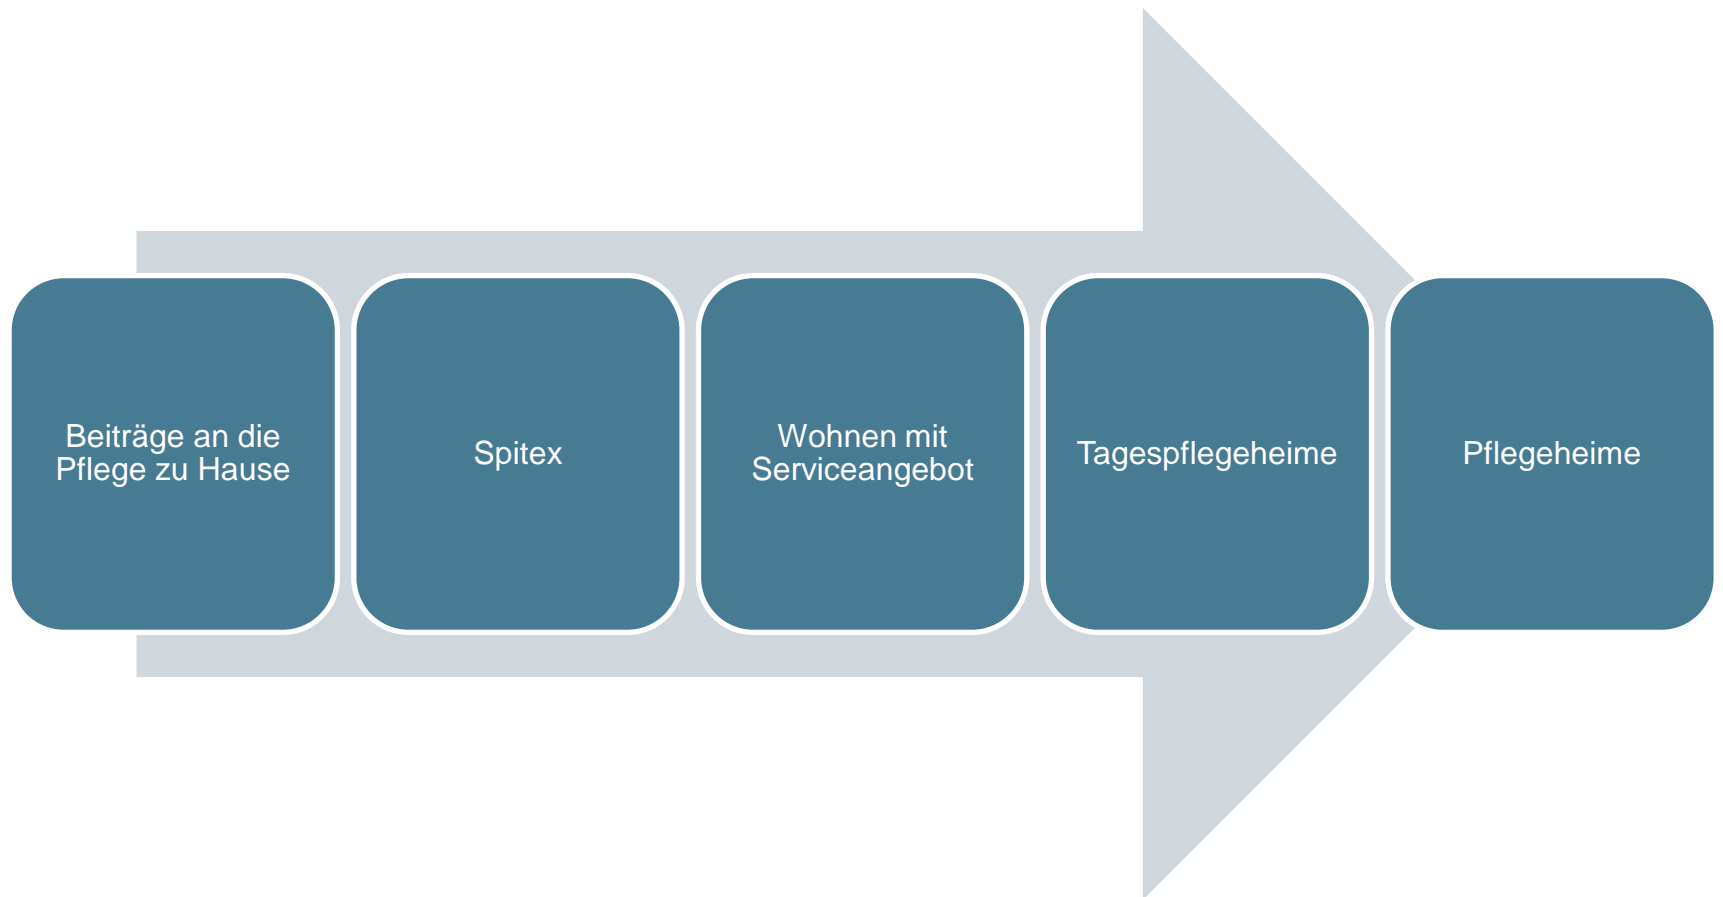 Beiträge an die
Pflege zu Hause
Spitex
Wohnen mit
Serviceangebot
Tagespflegeheime
Pflegeheime